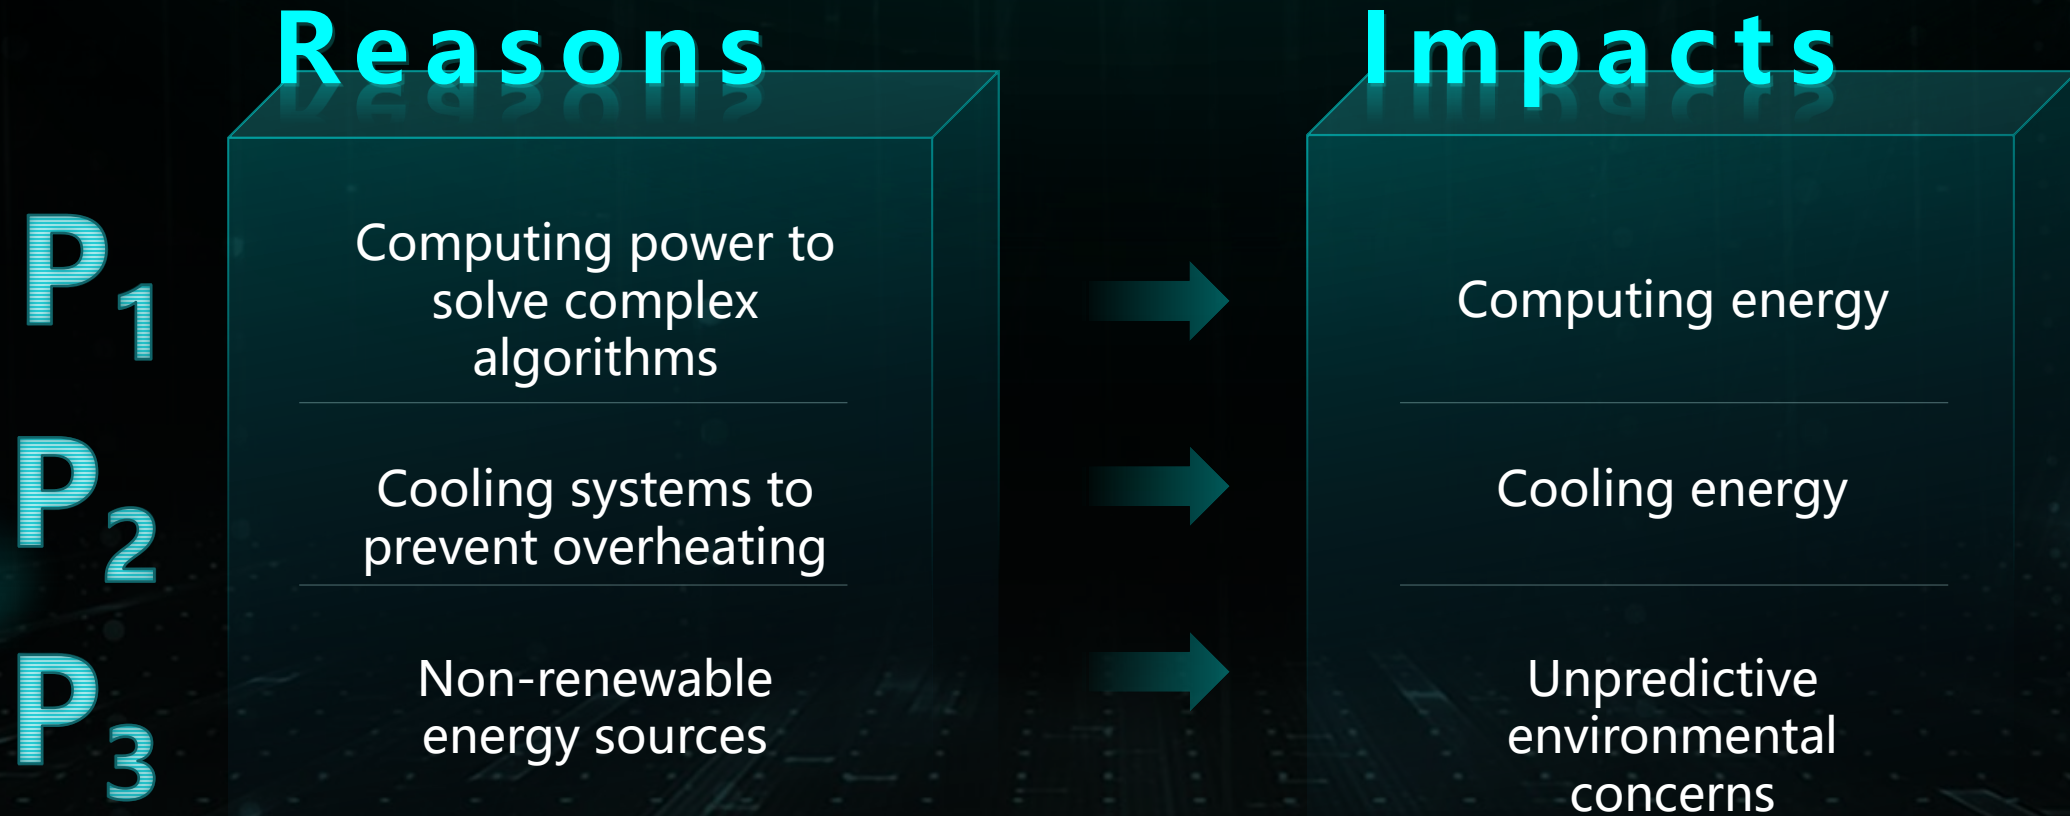 Reasons
Impacts
P1
Computing power to
solve complex
algorithms
Computing energy
P2
Cooling systems to
prevent overheating
Cooling energy
P3
Non-renewable
energy sources
Unpredictive
environmental
concerns